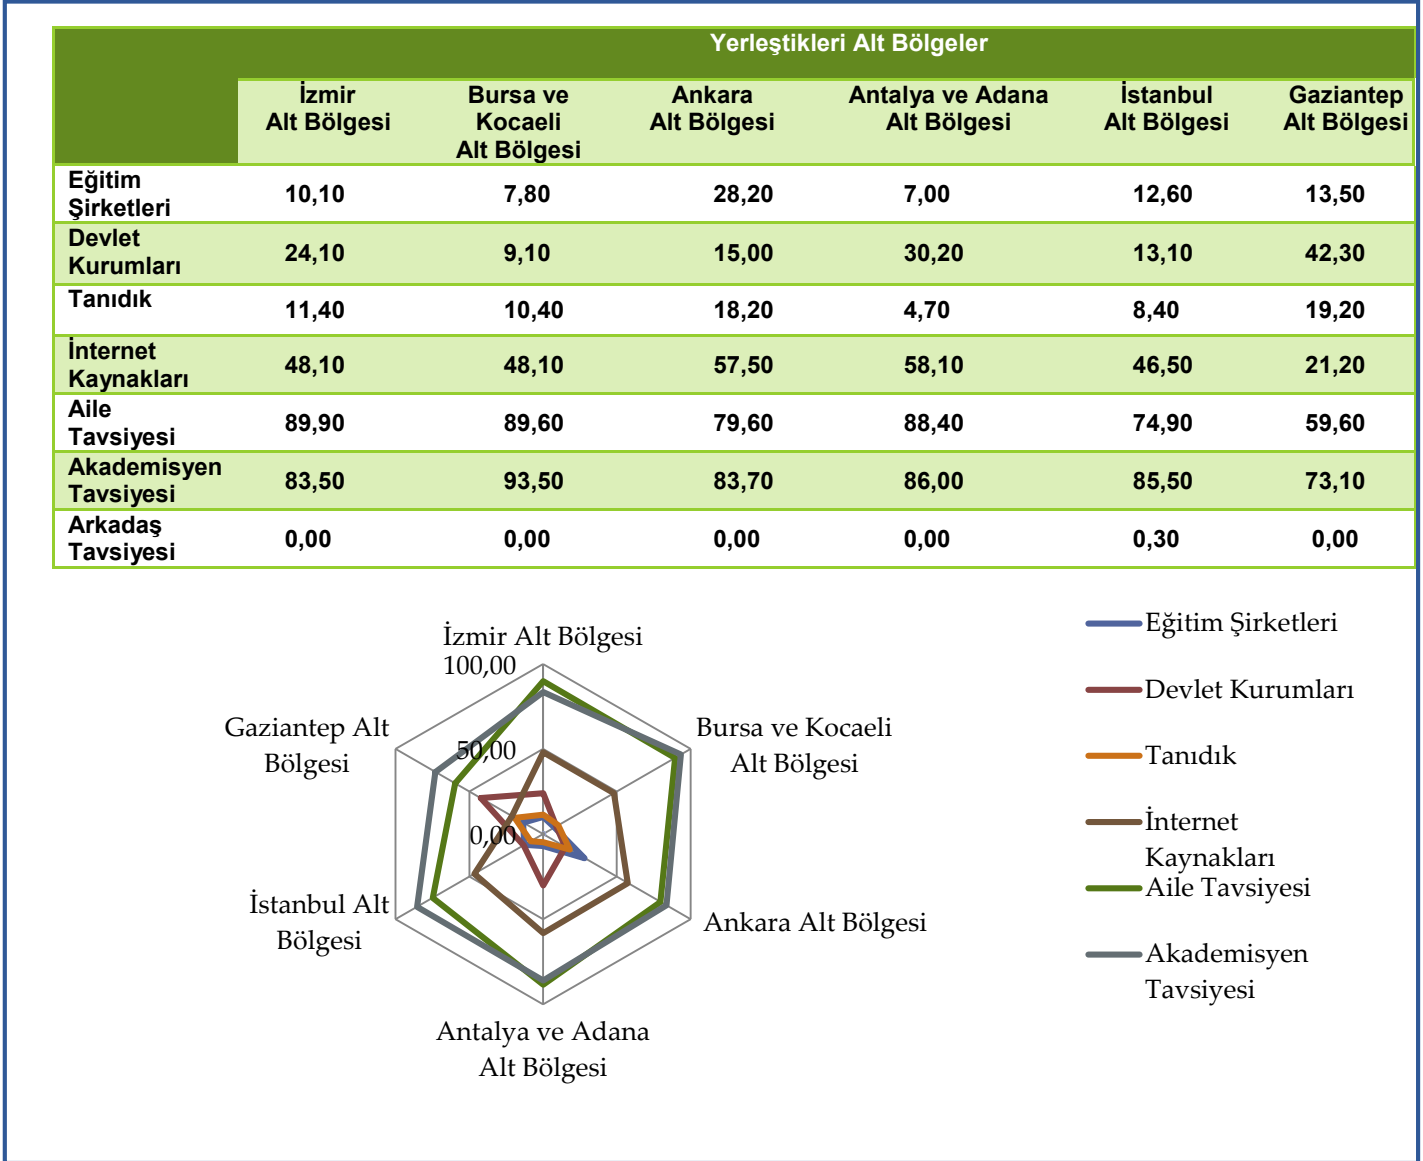 Yerleştikleri Alt Bölgeler
İzmir
Alt Bölgesi
Bursa ve
Kocaeli
Alt Bölgesi
Ankara
Alt Bölgesi
Antalya ve Adana
Alt Bölgesi
İstanbul
Alt Bölgesi
Gaziantep
Alt Bölgesi
Eğitim
Şirketleri
10,10 7,80 28,20 7,00 12,60 13,50
Devlet
Kurumları
24,10 9,10 15,00 30,20 13,10 42,30
Tanıdık
11,40 10,40 18,20 4,70 8,40 19,20
İnternet
Kaynakları
48,10 48,10 57,50 58,10 46,50 21,20
Aile
Tavsiyesi
89,90 89,60 79,60 88,40 74,90 59,60
Akademisyen
Tavsiyesi
83,50 93,50 83,70 86,00 85,50 73,10
Arkadaş
Tavsiyesi
0,00 0,00 0,00 0,00 0,30 0,00
İzmir Alt Bölgesi
100,00
50,00
0,00
Bursa ve Kocaeli
Alt Bölgesi
Ankara Alt Bölgesi
Antalya ve Adana
Alt Bölgesi
İstanbul Alt
Bölgesi
Gaziantep Alt
Bölgesi
Eğitim Şirketleri
Devlet Kurumları
Tanıdık
İnternet
Kaynakları
Aile Tavsiyesi
Akademisyen
Tavsiyesi